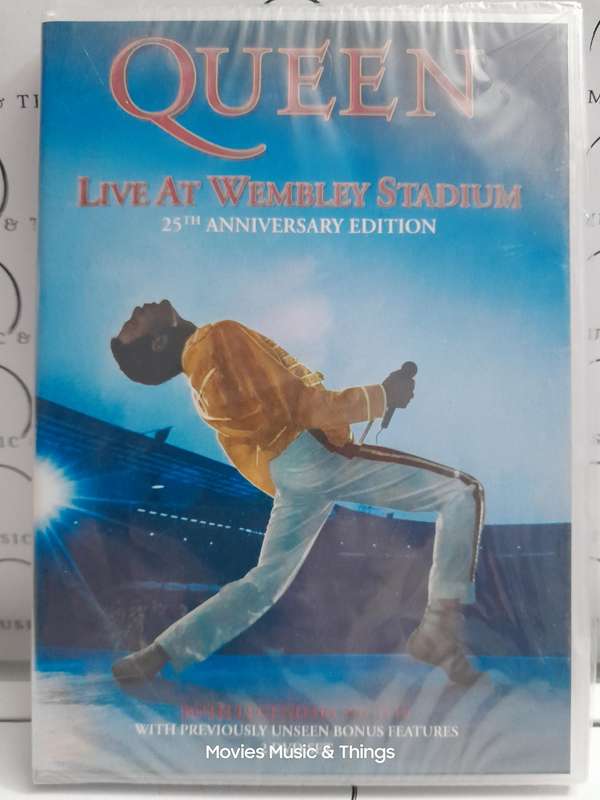 QUEEN
LIVE AT WEMBLEY STADIUM
25TH ANNIVERSARY EDITION
WITH PREVIOUSLY UNSEEN BONUS FEATURES
Movies Music & Things